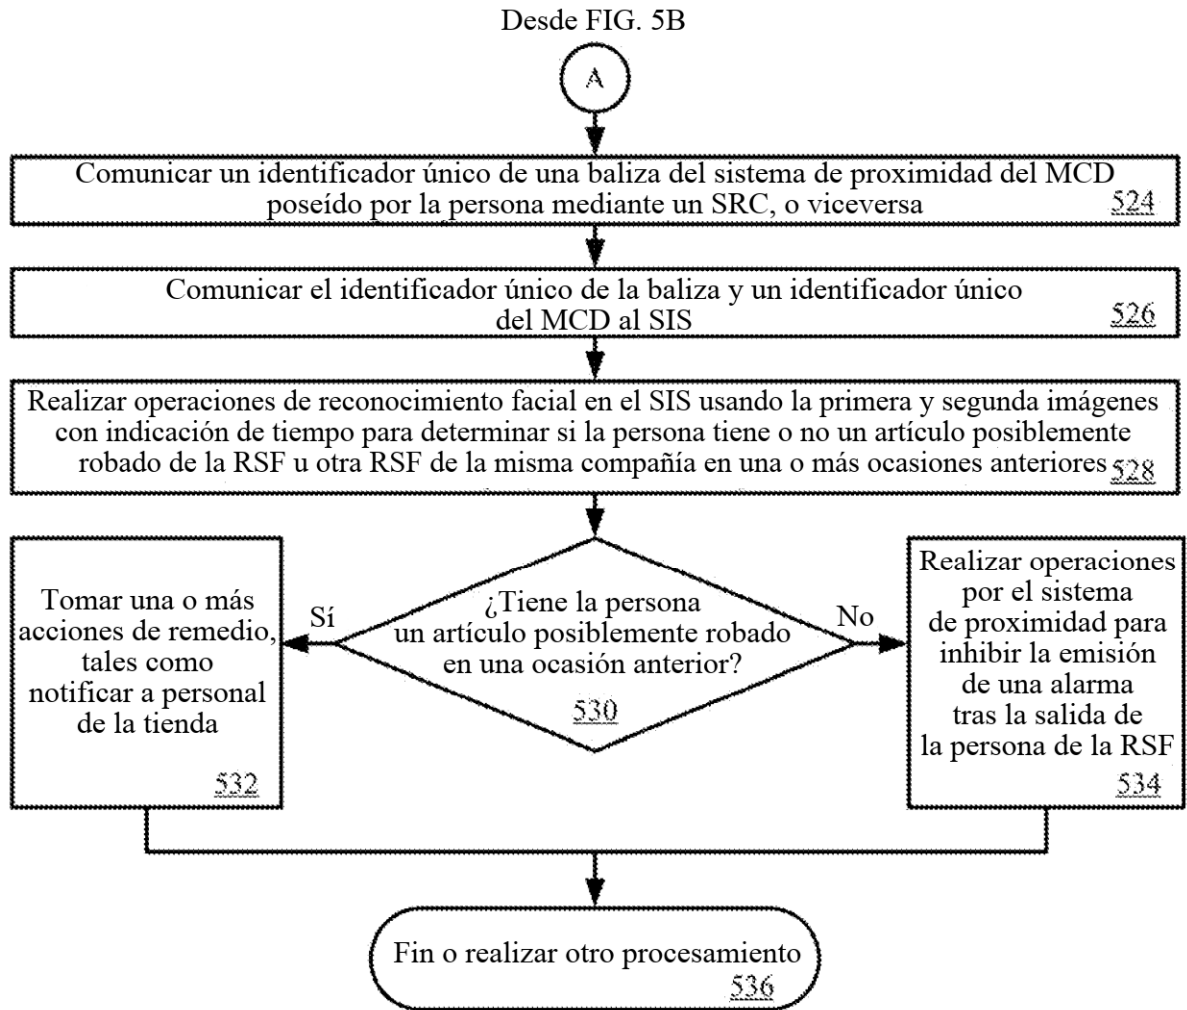 Desde FIG. 5B
A
Comunicar un identificador único de una baliza del sistema de proximidad del MCD
poseído por la persona mediante un SRC, o viceversa
524
Comunicar el identificador único de la baliza y un identificador único
del MCD al SIS
526
Realizar operaciones de reconocimiento facial en el SIS usando la primera y segunda imágenes
con indicación de tiempo para determinar si la persona tiene o no un artículo posiblemente
robado de la RSF u otra RSF de la misma compañía en una o más ocasiones anteriores
528
¿Tiene la persona
un artículo posiblemente robado
en una ocasión anterior?
530
Sí
No
Tomar una o más
acciones de remedio,
tales como
notificar a personal
de la tienda
532
Realizar operaciones
por el sistema
de proximidad para
inhibir la emisión
de una alarma
tras la salida de
la persona de la RSF
534
Fin o realizar otro procesamiento
536